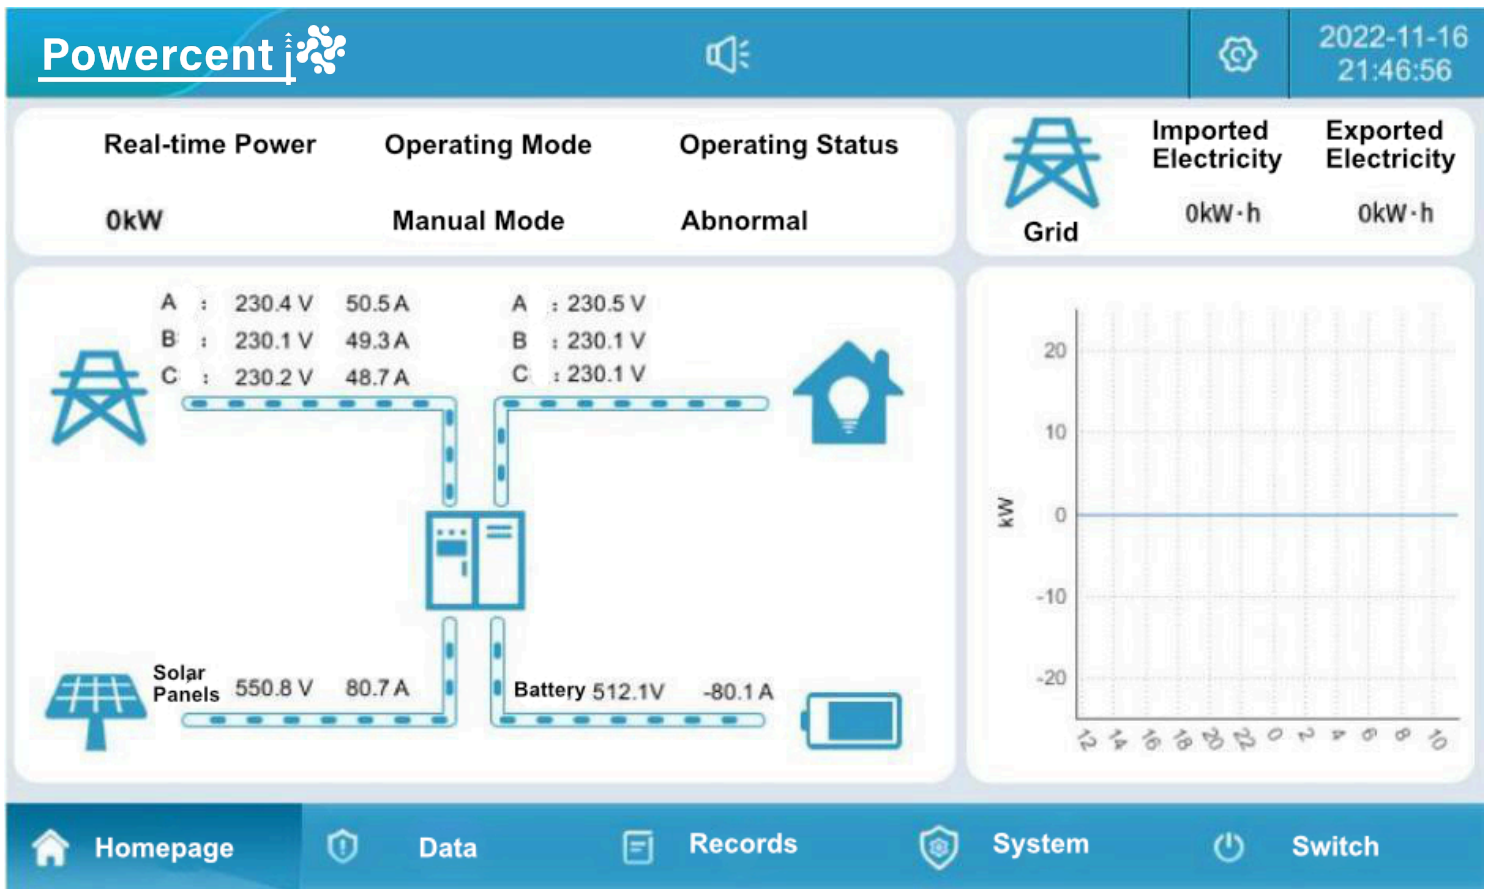 Powercent
2022-11-16
21:46:56
Real-time Power
Operating Mode
Operating Status
0kW
Manual Mode
Abnormal
Grid
Imported
Electricity
0kW·h
Exported
Electricity
0kW·h
A : 230.4 V 50.5 A
B : 230.1 V 49.3 A
C : 230.2 V 48.7 A
A : 230.5 V
B : 230.1 V
C : 230.1 V
Solar
Panels 550.8 V 80.7 A
Battery 512.1V -80.1 A
kW
20
10
0
-10
-20
12 14 16 18 20 22 0 2 4 6 8 10
Homepage
Data
Records
System
Switch